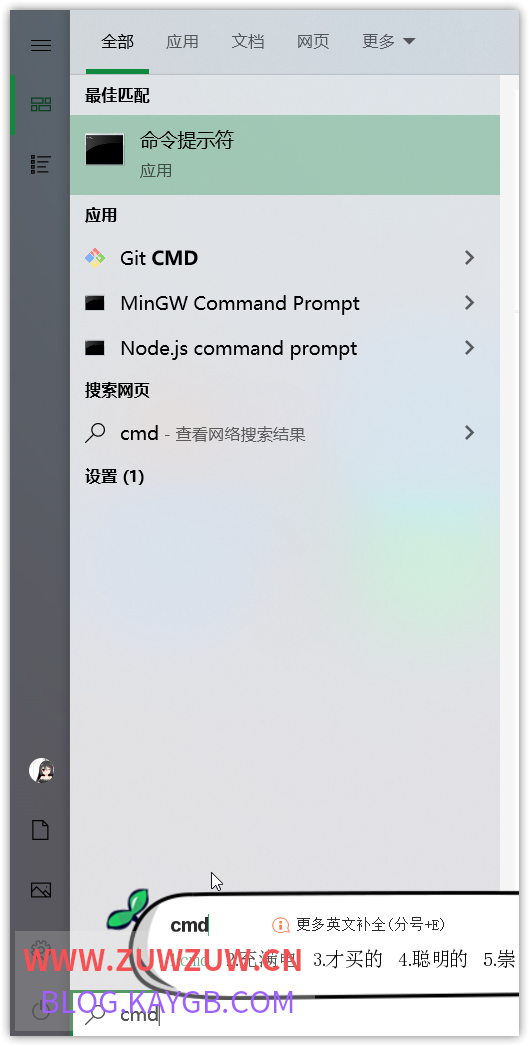 全部 应用 文档 网页 更多
最佳匹配
命令提示符
应用
应用
Git CMD
MinGW Command Prompt
Node.js command prompt
搜索网页
cmd - 查看网络搜索结果
设置 (1)
cmd 更多英文补全(分号+E)
cmd 2.充满电 3.才买的 4.聪明的 5.崇
WWW.ZUWZUW.CN
BLOG.KAYGB.COM
cmd